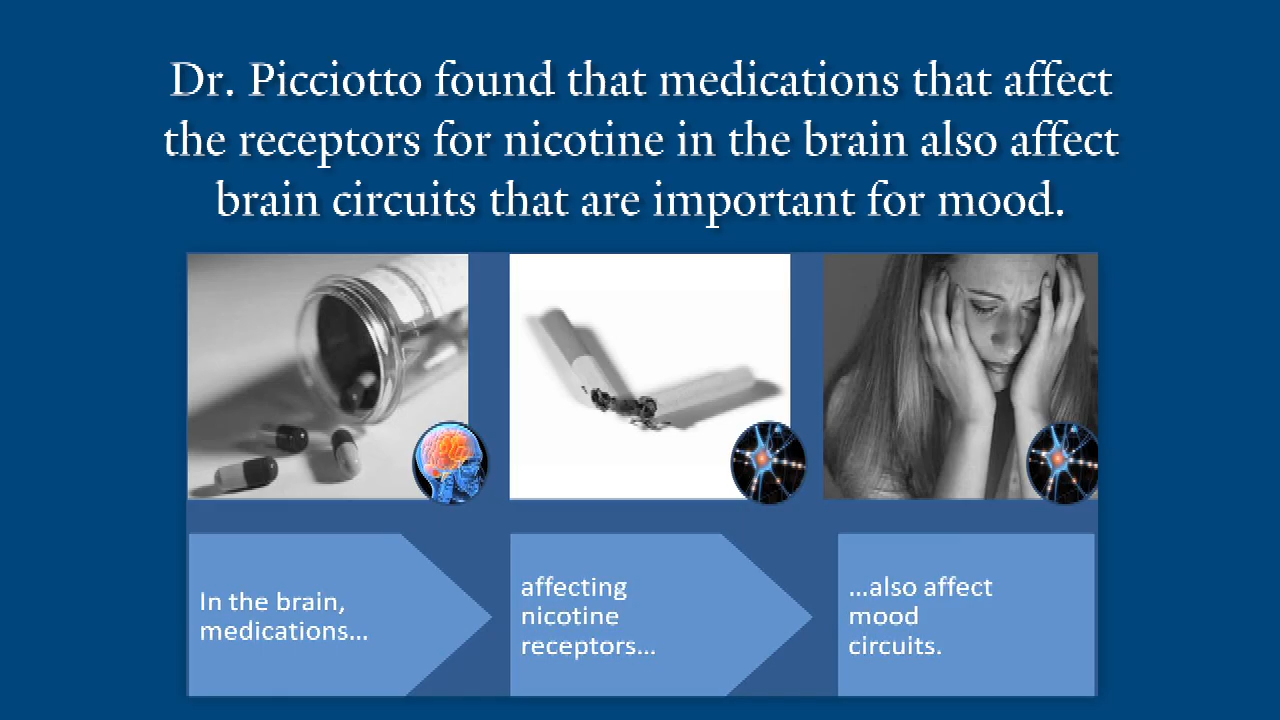 Dr. Picciotto found that medications that affect
the receptors for nicotine in the brain also affect
brain circuits that are important for mood.
In the brain,
medications...
affecting
nicotine
receptors...
...also affect
mood
circuits.